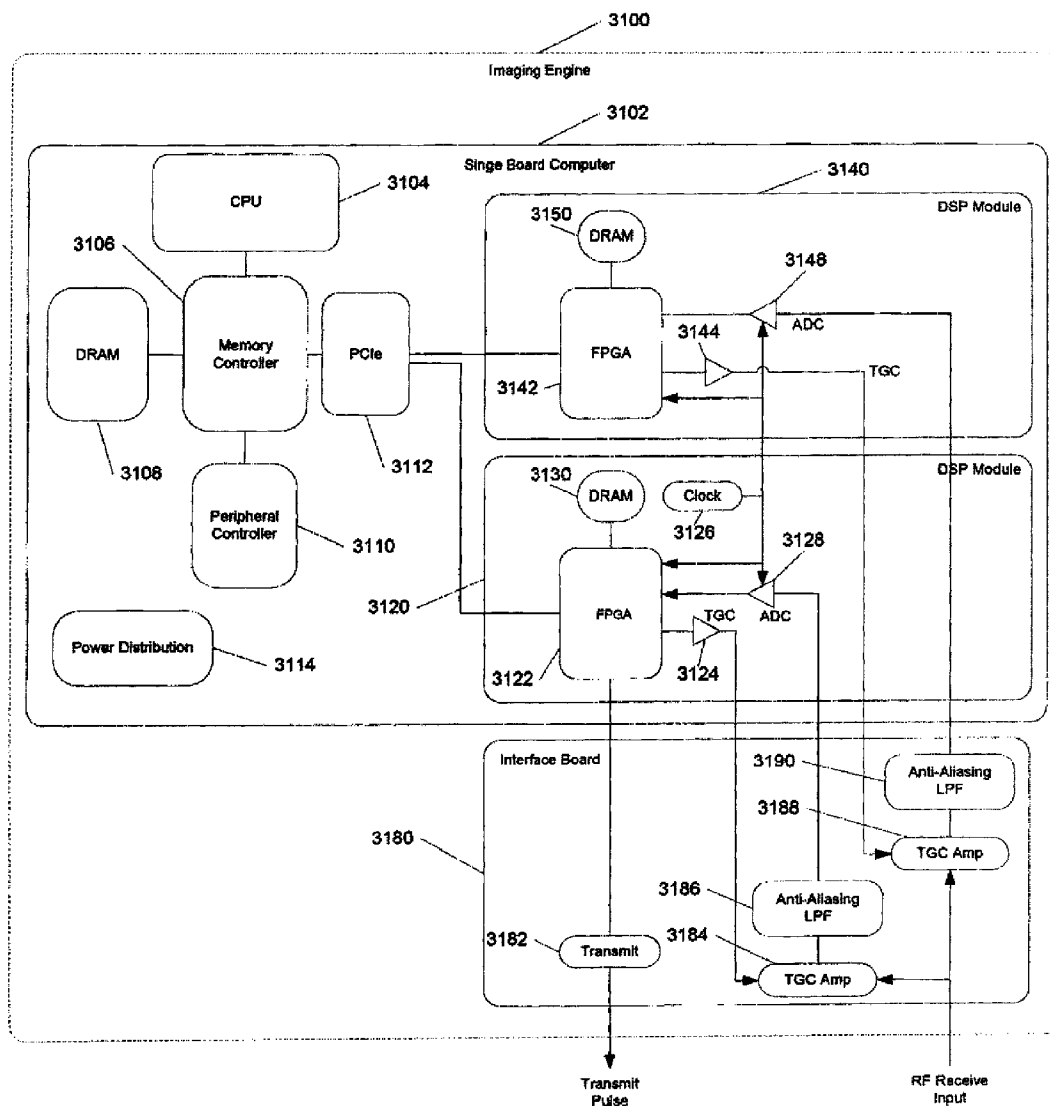 3100
Imaging Engine
3102
Singe Board Computer
3104
CPU
3140
DSP Module
3150
DRAM
3106
3148
ADC
3144
DRAM
Memory
Controller
PCIe
FPGA
TGC
3142
3108
3112
DSP Module
3130
DRAM
Clock
3126
Peripheral
Controller
3110
3128
3120
FPGA
TGC
ADC
Power Distribution
3114
3122
3124
Interface Board
3190
Anti-Aliasing
LPF
3188
3180
TGC Amp
3186
Anti-Aliasing
LPF
3182
Transmit
3184
TGC Amp
Transmit
Pulse
RF Receive
Input